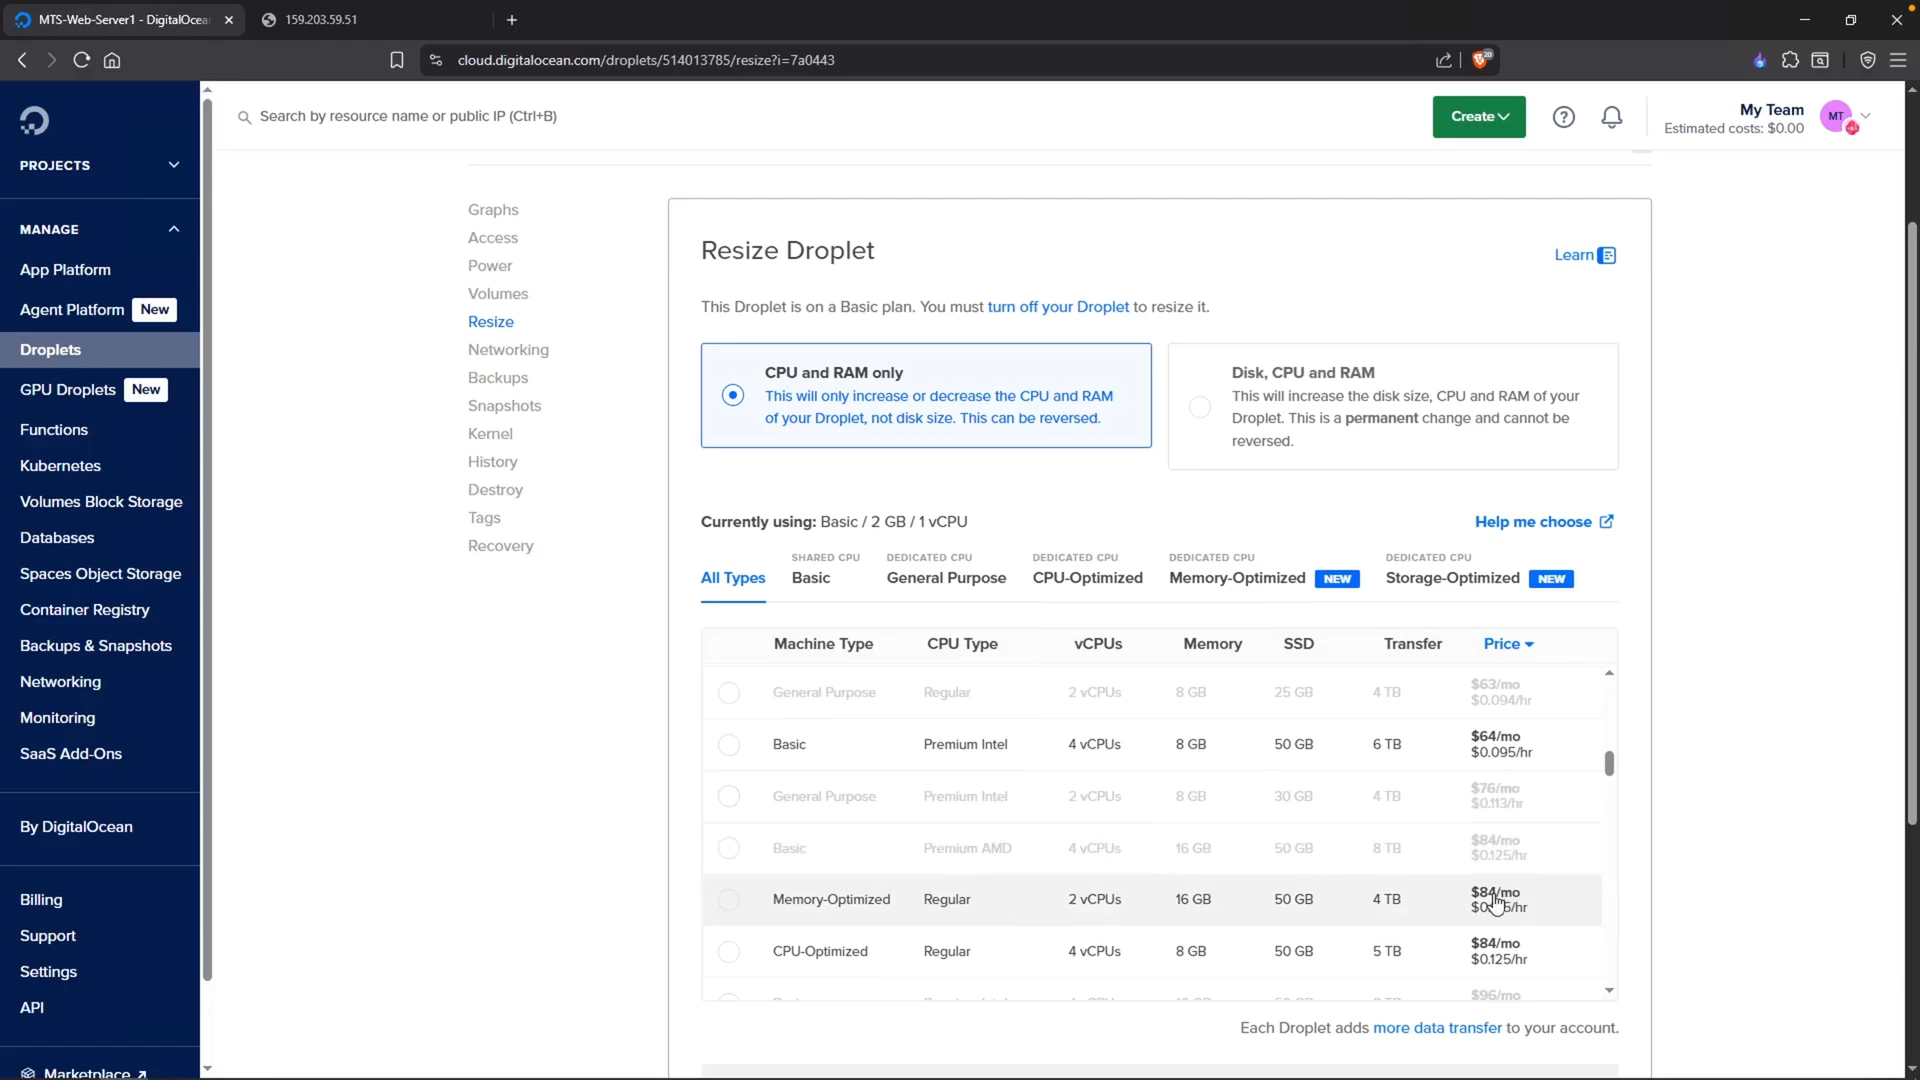 MTS-Web-Server1 - DigitalOcea
159.203.59.51
cloud.digitalocean.com/droplets/514013785/resize?i=7a0443
20
Search by resource name or public IP (Ctrl+B)
Create
My Team
Estimated costs: $0.00
MT
PROJECTS
MANAGE
App Platform
Agent Platform New
Droplets
GPU Droplets New
Functions
Kubernetes
Volumes Block Storage
Databases
Spaces Object Storage
Container Registry
Backups & Snapshots
Networking
Monitoring
SaaS Add-Ons
By DigitalOcean
Billing
Support
Settings
API
Marketplace
Graphs
Access
Power
Volumes
Resize
Networking
Backups
Snapshots
Kernel
History
Destroy
Tags
Recovery
Resize Droplet
Learn
This Droplet is on a Basic plan. You must turn off your Droplet to resize it.
CPU and RAM only
This will only increase or decrease the CPU and RAM
of your Droplet, not disk size. This can be reversed.
Disk, CPU and RAM
This will increase the disk size, CPU and RAM of your
Droplet. This is a permanent change and cannot be
reversed.
Currently using: Basic / 2 GB / 1 vCPU
Help me choose
All Types
SHARED CPU
Basic
DEDICATED CPU
General Purpose
DEDICATED CPU
CPU-Optimized
DEDICATED CPU
Memory-Optimized NEW
DEDICATED CPU
Storage-Optimized NEW
Machine Type CPU Type vCPUs Memory SSD Transfer Price
General Purpose Regular 2 vCPUs 8 GB 25 GB 4 TB $63/mo
$0.094/hr
Basic Premium Intel 4 vCPUs 8 GB 50 GB 6 TB $64/mo
$0.095/hr
General Purpose Premium Intel 2 vCPUs 8 GB 30 GB 4 TB $76/mo
$0.113/hr
Basic Premium AMD 4 vCPUs 16 GB 50 GB 8 TB $84/mo
$0.125/hr
Memory-Optimized Regular 2 vCPUs 16 GB 50 GB 4 TB $84/mo
CPU-Optimized Regular 4 vCPUs 8 GB 50 GB 5 TB $84/mo
$0.125/hr
$96/mo
Each Droplet adds more data transfer to your account.